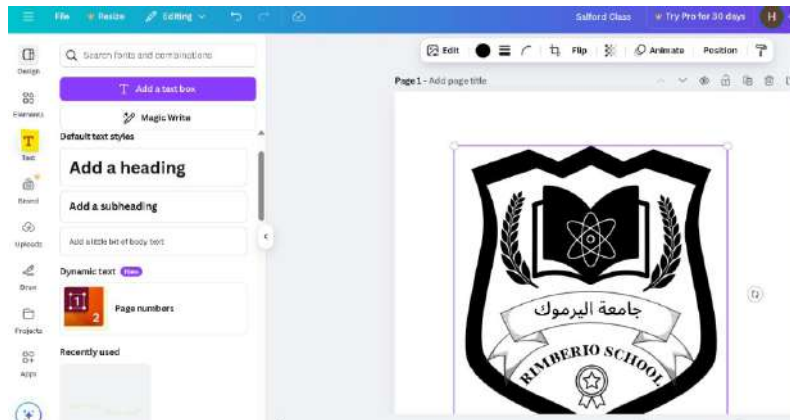 File Resize Editing Salford Class Try Pro for 30 days H
Search fonts and combinations
Edit Flip Animate Position
Design
Add a text box
Page 1 - Add page title
Elements
Magic Write
Default text styles
Text
Add a heading
Brand
Add a subheading
Uploads
Add a little bit of body text
Draw
Dynamic text New
1
2
Page numbers
Projects
Recently used
Apps
جامعة اليرموك
RIMBERIO SCHOOL